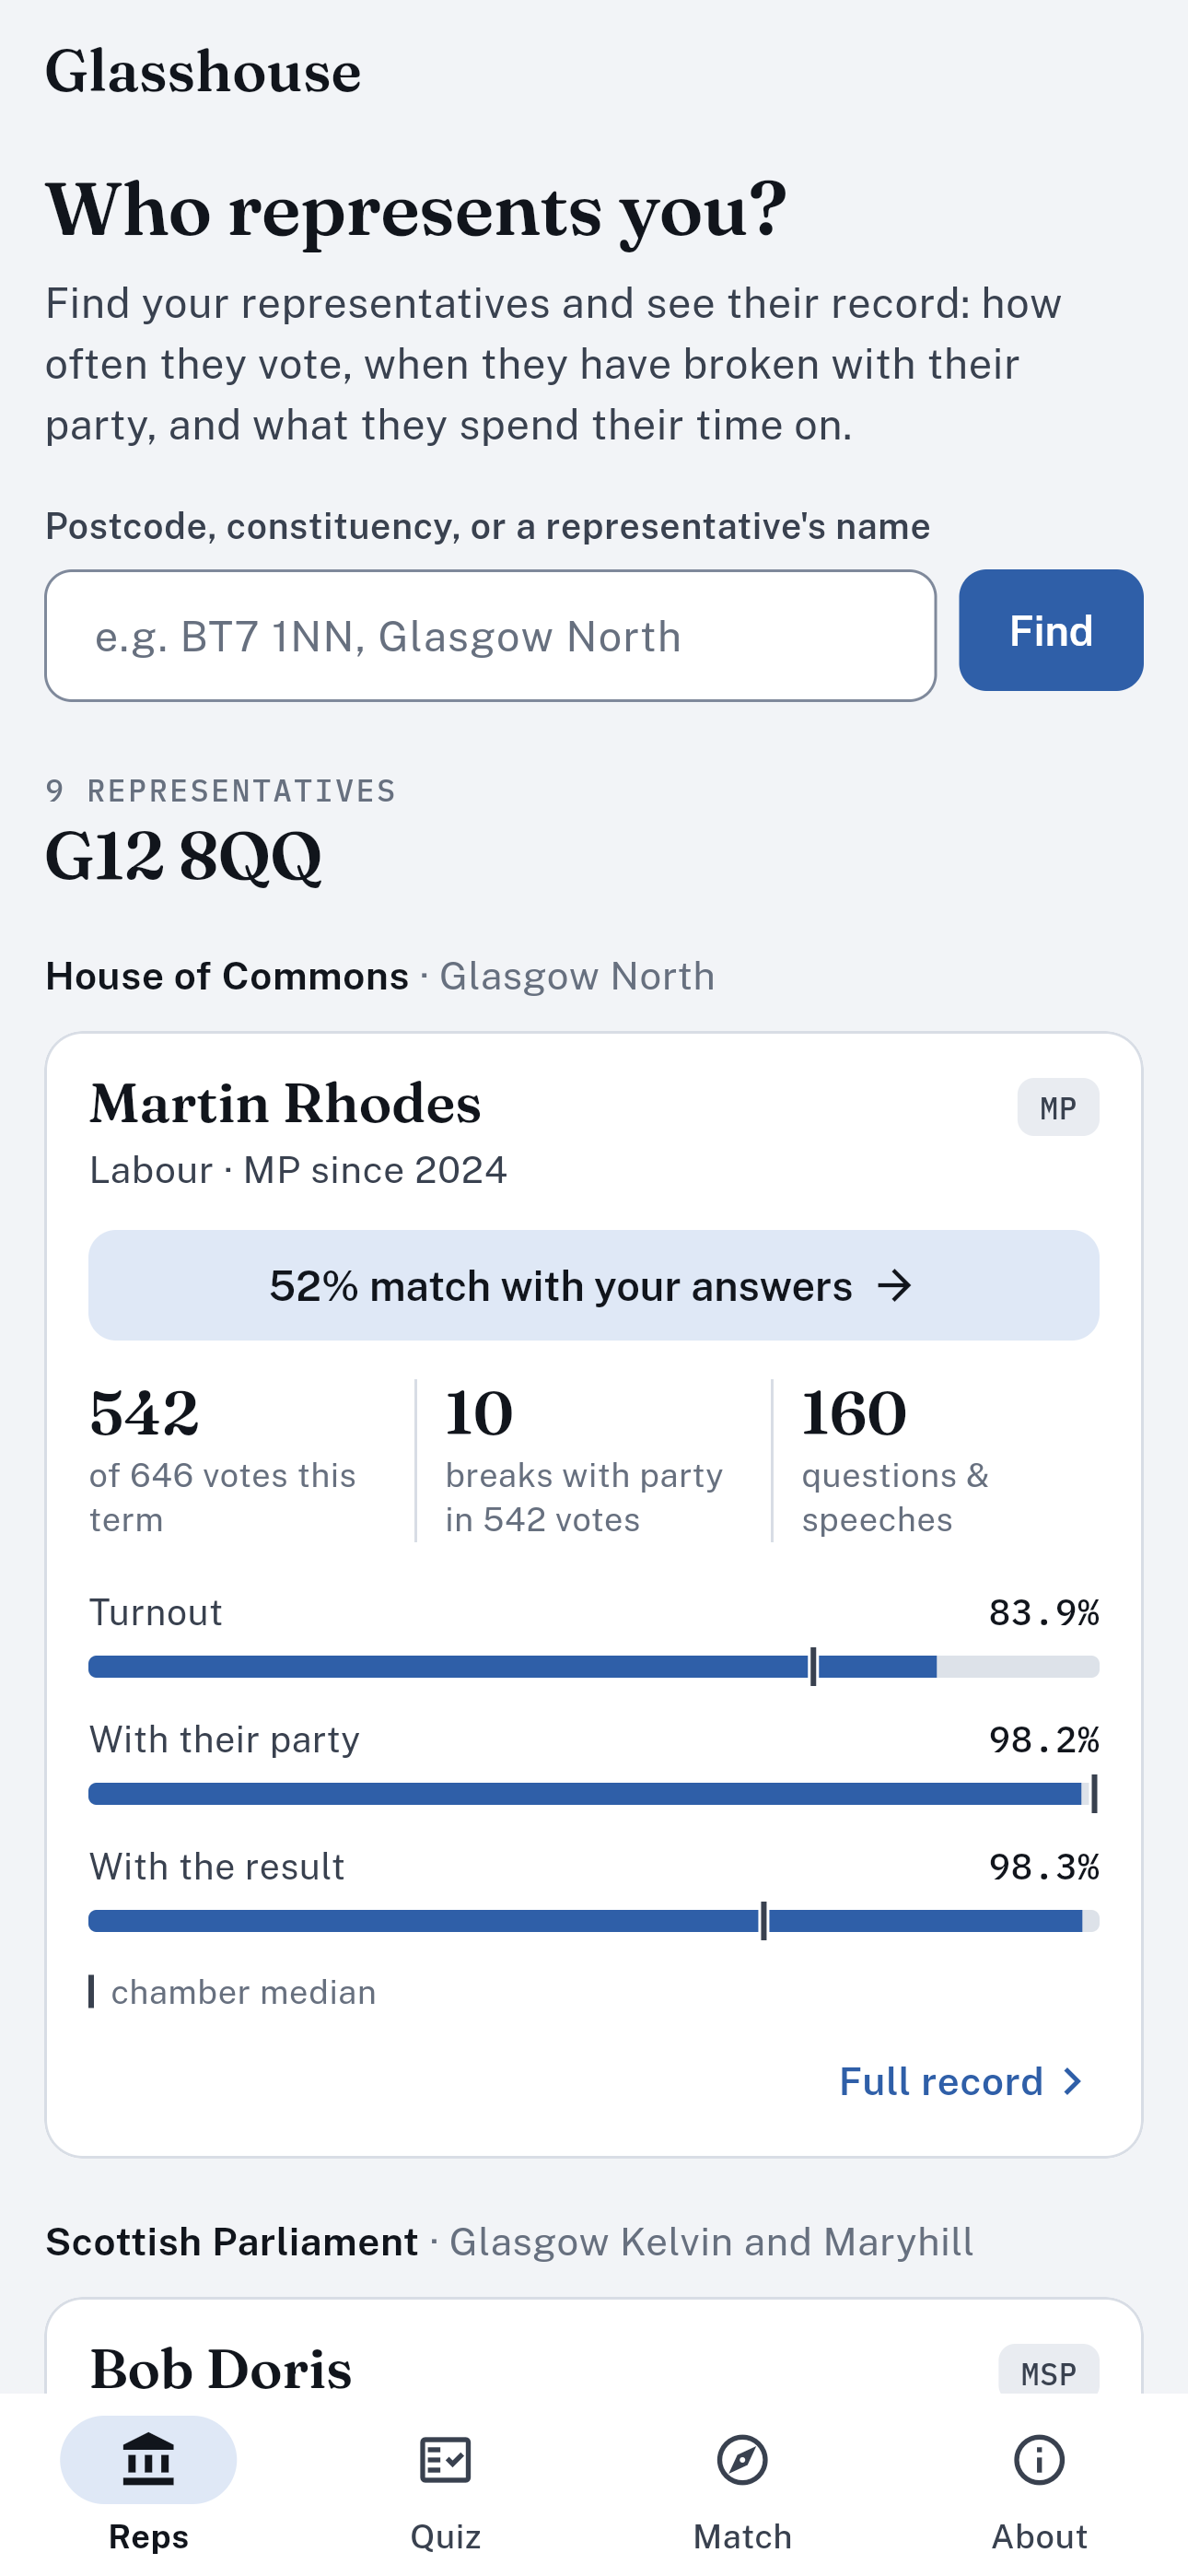 Glasshouse
Who represents you?
Find your representatives and see their record: how
often they vote, when they have broken with their
party, and what they spend their time on.
Postcode, constituency, or a representative's name
e.g. BT7 1NN, Glasgow North
Find
9 REPRESENTATIVES
G12 8QQ
House of Commons · Glasgow North
Martin Rhodes
MP
Labour · MP since 2024
52% match with your answers →
542
of 646 votes this
term
10
breaks with party
in 542 votes
160
questions &
speeches
Turnout
83.9%
With their party
98.2%
With the result
98.3%
chamber median
Full record
Scottish Parliament · Glasgow Kelvin and Maryhill
Bob Doris
MSP
Reps
Quiz
Match
About